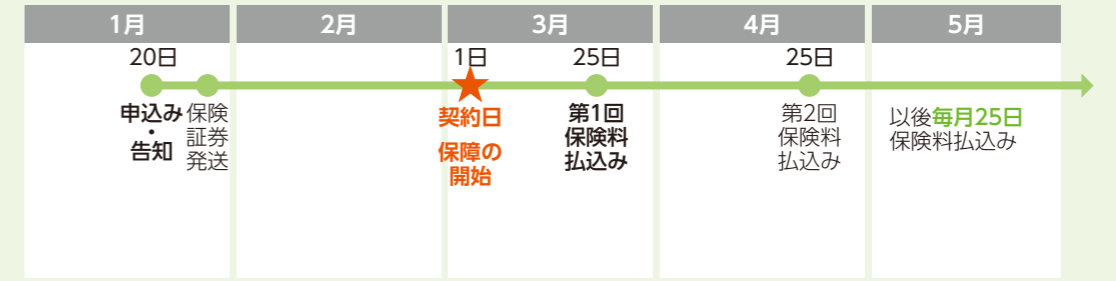 1月
2月
3月
4月
5月
20日
1日
25日
25日
申込み
・
告知
保険
証券
発送
契約日
保障の
開始
第1回
保険料
払込み
第2回
保険料
払込み
以後毎月25日
保険料払込み